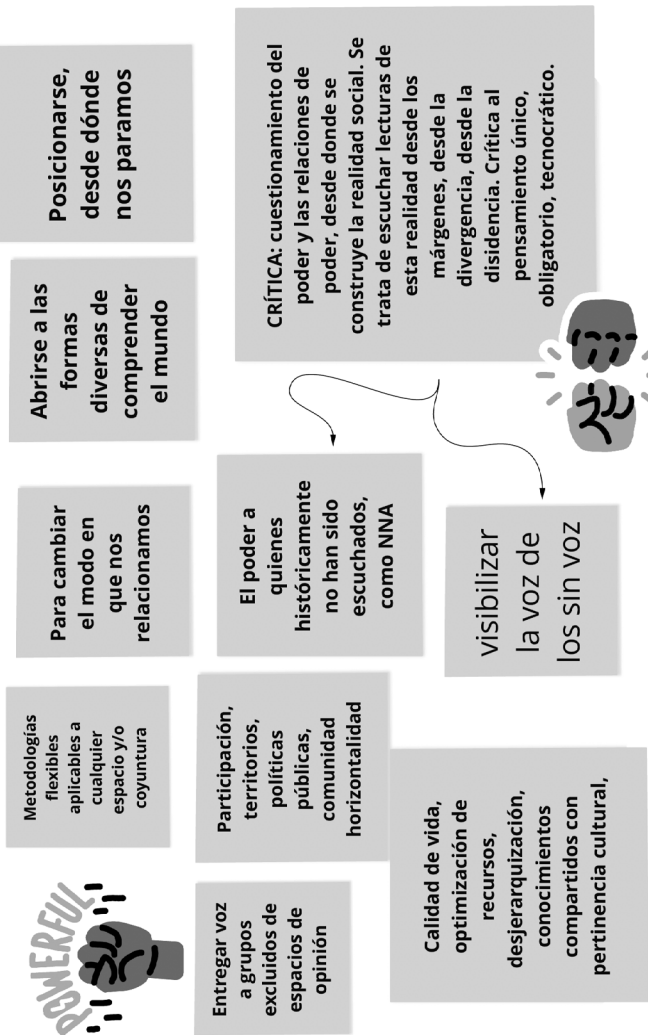 POWERFUL
Metodologías
flexibles
aplicables a
cualquier
espacio y/o
coyuntura
Para cambiar
el modo en
que nos
relacionamos
Abrirse a las
formas
diversas de
comprender
el mundo
Posicionarse,
desde dónde
nos paramos
Entregar voz
a grupos
excluidos de
espacios de
opinión
Participación,
territorios,
políticas
públicas,
comunidad
horizontalidad
El poder a
quienes
históricamente
no han sido
escuchados,
como NNA
CRÍTICA: cuestionamiento del
poder y las relaciones de
poder, desde donde se
construye la realidad social. Se
trata de escuchar lecturas de
esta realidad desde los
márgenes, desde la
divergencia, desde la
disidencia. Crítica al
pensamiento único,
obligatorio, tecnocrático.
Calidad de vida,
optimización de
recursos,
desjerarquización,
conocimientos
compartidos con
pertinencia cultural,
visibilizar
la voz de
los sin voz